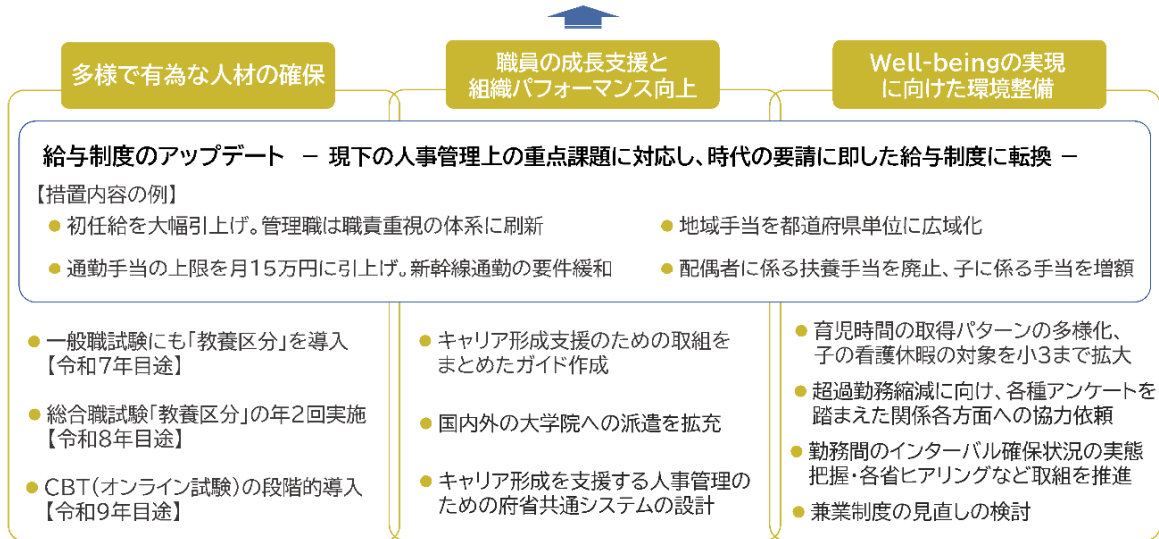 多様で有為な人材の確保
職員の成長支援と
組織パフォーマンス向上
Well-beingの実現
に向けた環境整備
給与制度のアップデート － 現下の人事管理上の重点課題に対応し、時代の要請に即した給与制度に転換 －
【措置内容の例】
● 初任給を大幅引上げ。管理職は職責重視の体系に刷新
● 地域手当を都道府県単位に広域化
● 通勤手当の上限を月15万円に引上げ。新幹線通勤の要件緩和
● 配偶者に係る扶養手当を廃止、子に係る手当を増額
● 一般職試験にも「教養区分」を導入
【令和7年目途】
● 総合職試験「教養区分」の年2回実施
【令和8年目途】
● CBT(オンライン試験)の段階的導入
【令和9年目途】
● キャリア形成支援のための取組を
まとめたガイド作成
● 国内外の大学院への派遣を拡充
● キャリア形成を支援する人事管理の
ための府省共通システムの設計
● 育児時間の取得パターンの多様化、
子の看護休暇の対象を小3まで拡大
● 超過勤務縮減に向け、各種アンケートを
踏まえた関係各方面への協力依頼
● 勤務間のインターバル確保状況の実態
把握・各省ヒアリングなど取組を推進
● 兼業制度の見直しの検討